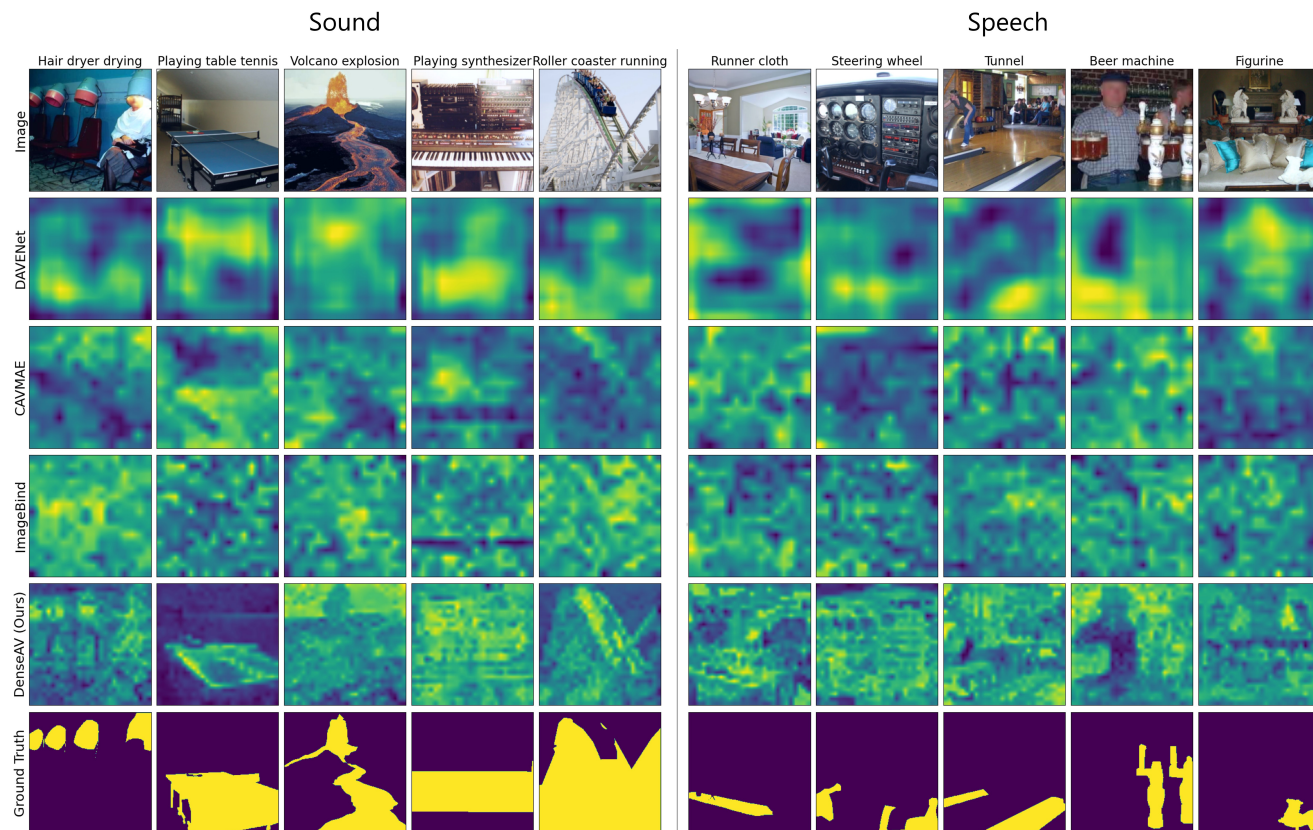 Sound
Speech
Hair dryer drying
Playing table tennis
Volcano explosion
Playing synthesizer
Roller coaster running
Runner cloth
Steering wheel
Tunnel
Beer machine
Figurine
Image
DAVENet
CAVMAE
ImageBind
DenseAV (Ours)
Ground Truth